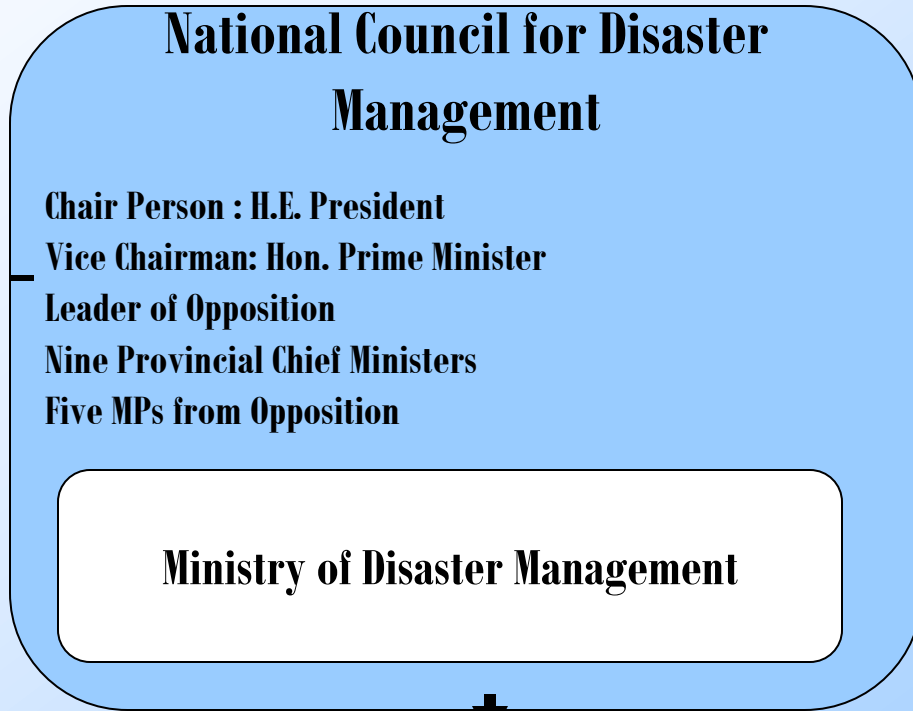 National Council for Disaster
Management
Chair Person : H.E. President
Vice Chairman: Hon. Prime Minister
Leader of Opposition
Nine Provincial Chief Ministers
Five MPs from Opposition
Ministry of Disaster Management